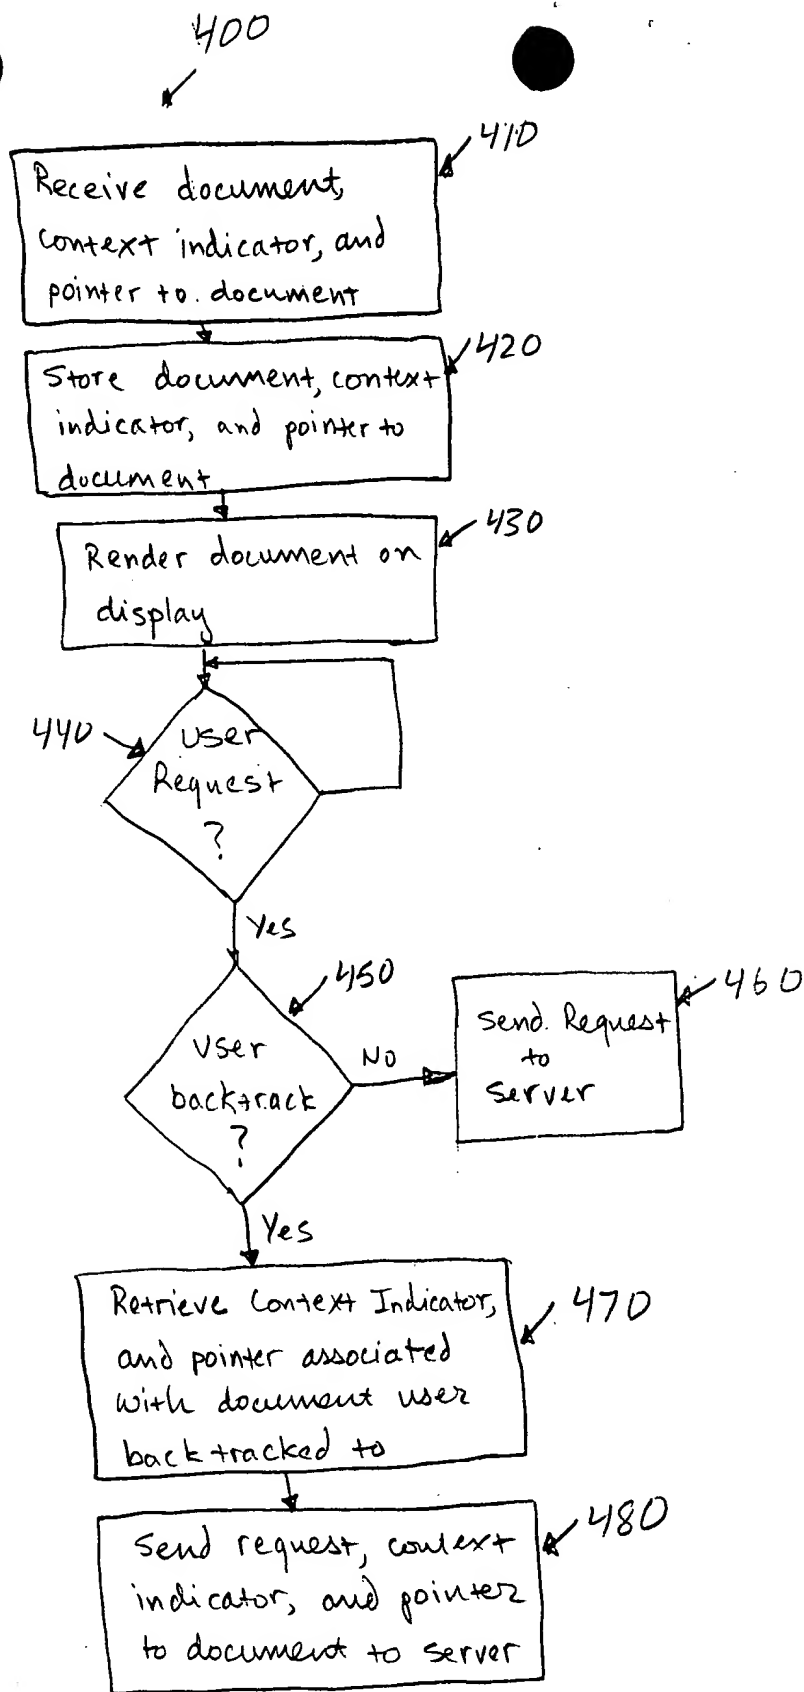 400
410
Receive document,
context indicator, and
pointer to document
420
Store document, context
indicator, and pointer to
document
430
Render document on
display
440
User
Request
?
Yes
450
User
backtrack
?
No
460
Send Request
to
Server
Yes
470
Retrieve Context Indicator,
and pointer associated
with document user
backtracked to
480
Send request, context
indicator, and pointer
to document to server